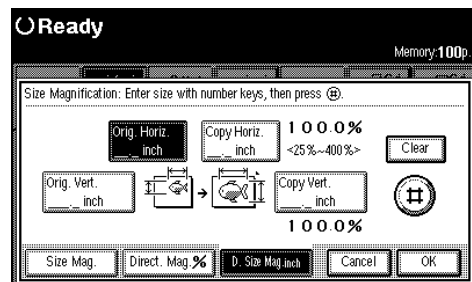 Ready
Memory:100p.
Size Magnification: Enter size with number keys, then press #.
Orig. Horiz. __._ inch
Copy Horiz. __._ inch
100.0%
<25%~400%>
Clear
Orig. Vert. __._ inch
Copy Vert. __._ inch
#
100.0%
Size Mag.
Direct. Mag.%
D. Size Mag.inch
Cancel
OK